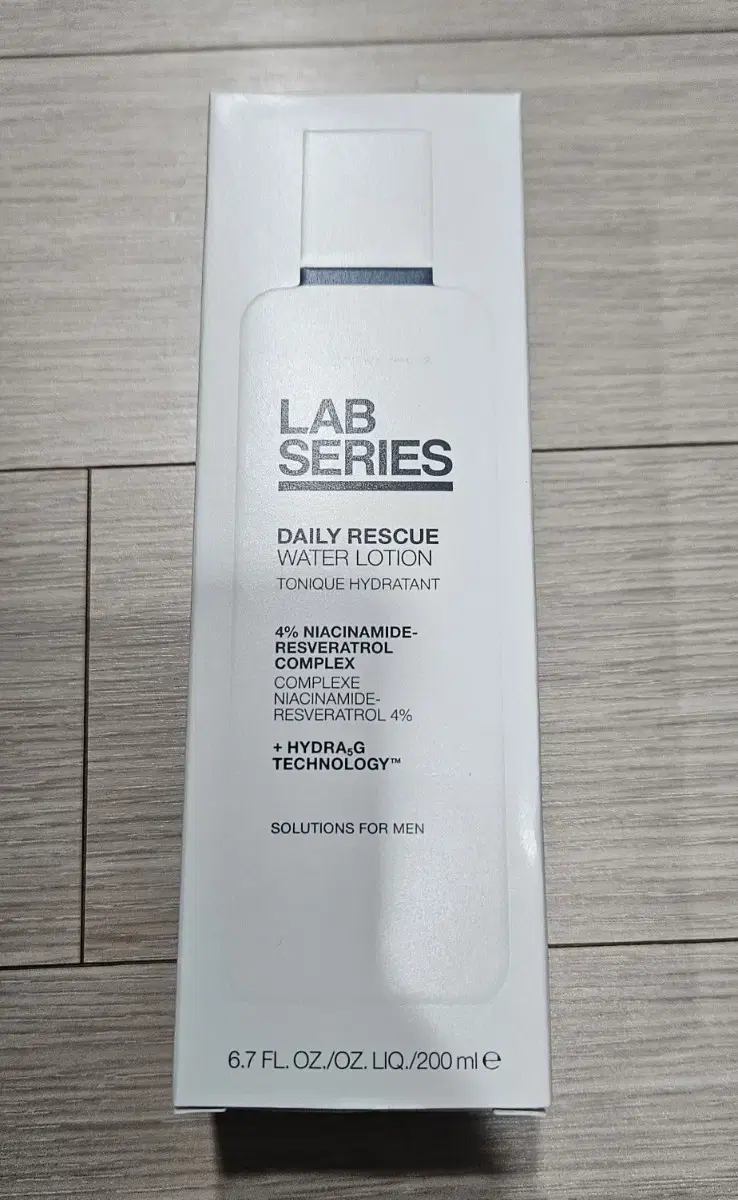 LAB
SERIES
DAILY RESCUE
WATER LOTION
TONIQUE HYDRATANT
4% NIACINAMIDE-
RESVERATROL
COMPLEX
COMPLEXE
NIACINAMIDE-
RESVERATROL 4%
+ HYDRA₅G
TECHNOLOGY™
SOLUTIONS FOR MEN
6.7 FL. OZ./OZ. LIQ./200 ml ℮